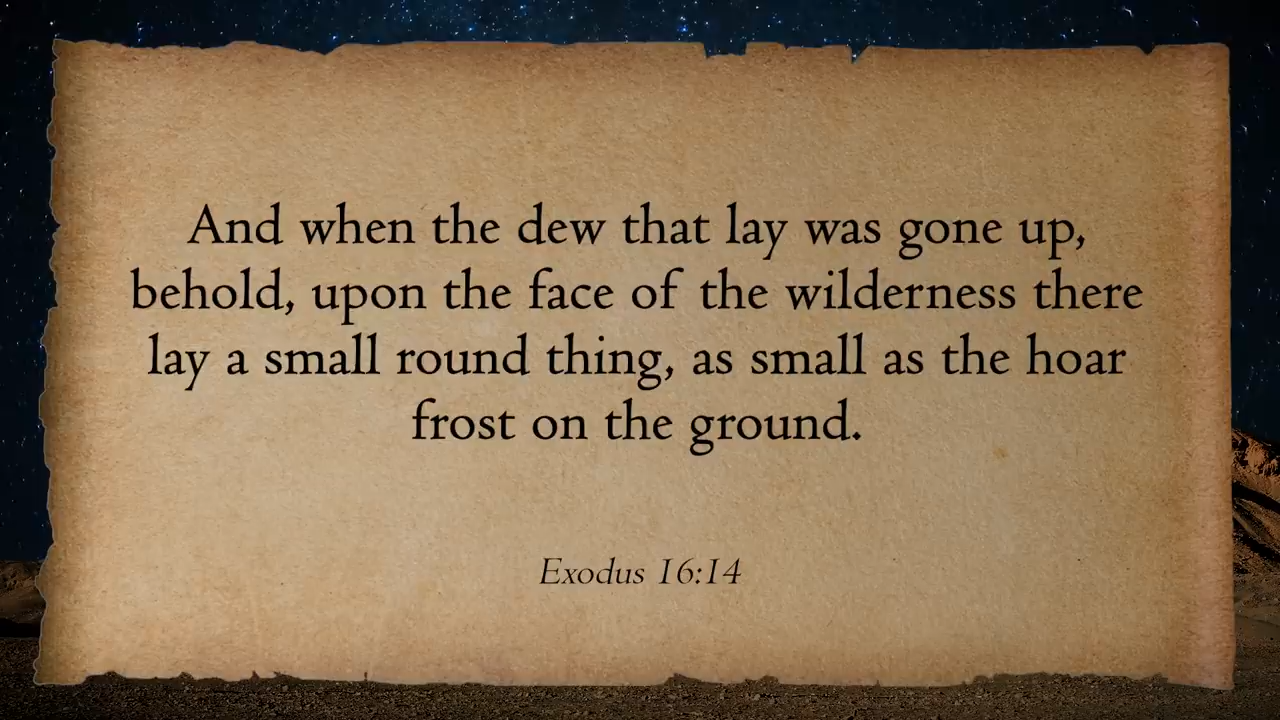 And when the dew that lay was gone up,
behold, upon the face of the wilderness there
lay a small round thing, as small as the hoar
frost on the ground.
Exodus 16:14